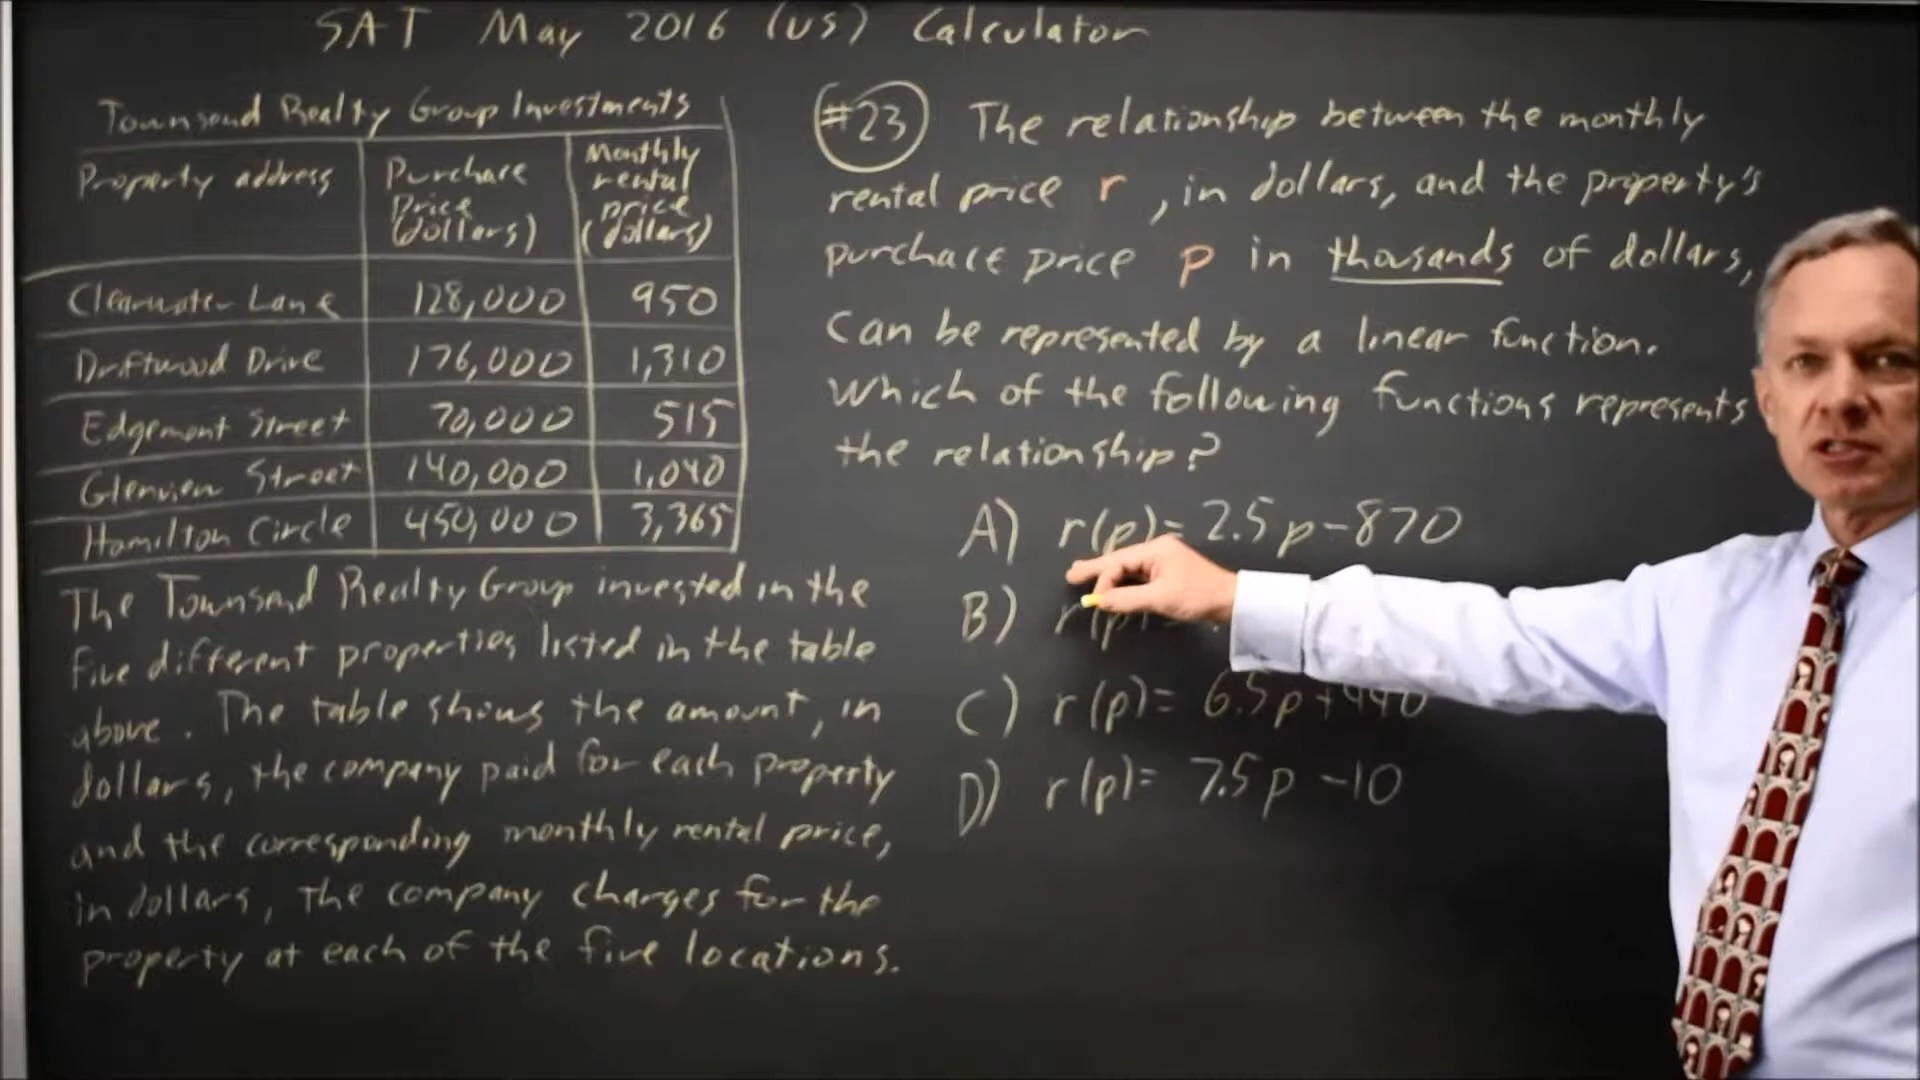 SAT May 2016 (US) Calculator
Townsend Realty Group Investments
Property address
Purchase
Price
(dollars)
Monthly
rental
price
(dollars)
Clearwater Lane 128,000 950
Driftwood Drive 176,000 1,310
Edgemont Street 70,000 515
Glenview Street 140,000 1,040
Hamilton Circle 450,000 3,365
The Townsend Realty Group invested in the
five different properties listed in the table
above. The table shows the amount, in
dollars, the company paid for each property
and the corresponding monthly rental price,
in dollars, the company charges for the
property at each of the five locations.
#23 The relationship between the monthly
rental price r, in dollars, and the property's
purchase price p in thousands of dollars,
Can be represented by a linear function.
Which of the following functions represents
the relationship?
A) r(p)= 2.5p-870
B) r(p)=
C) r(p)= 6.5p+440
D) r(p)= 7.5p-10